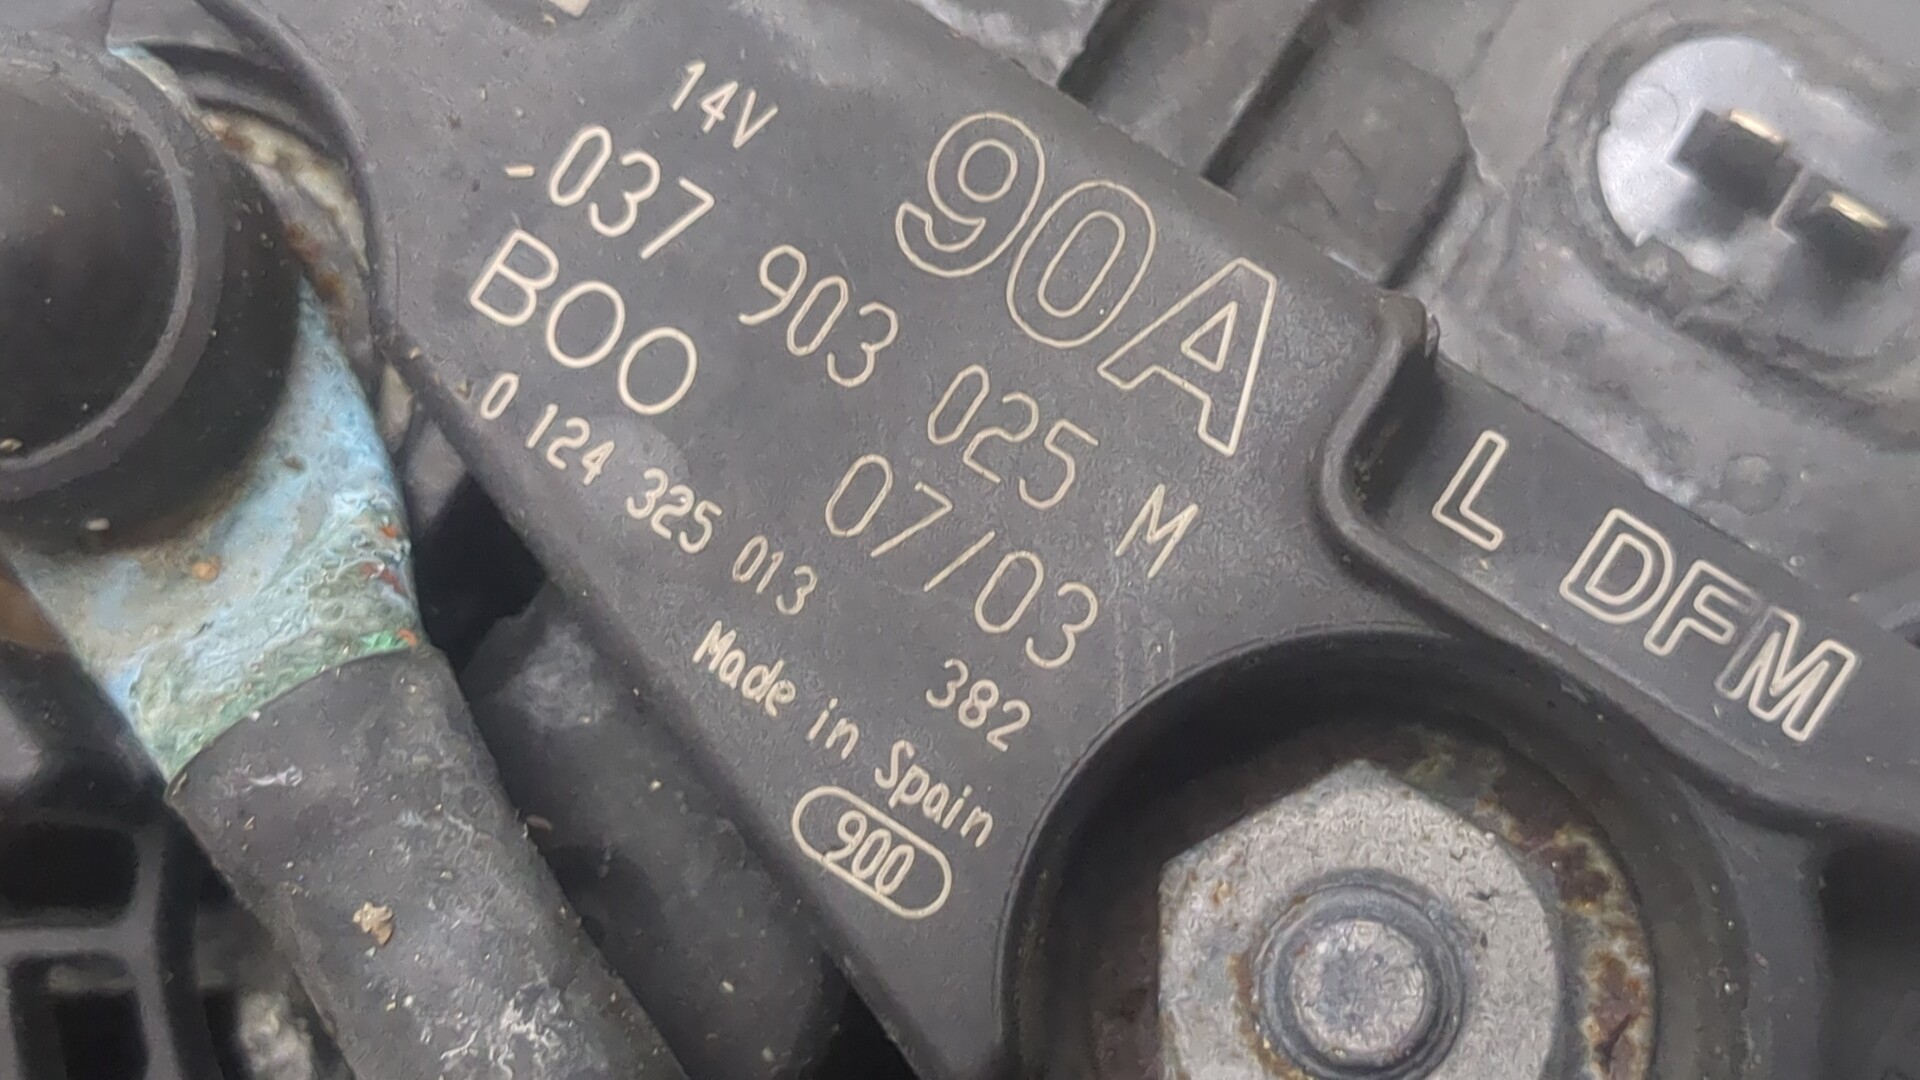 14V
90A
-037 903 025 M
BOO 07/03
0 124 325 013
382
Made in Spain
900
L DFM